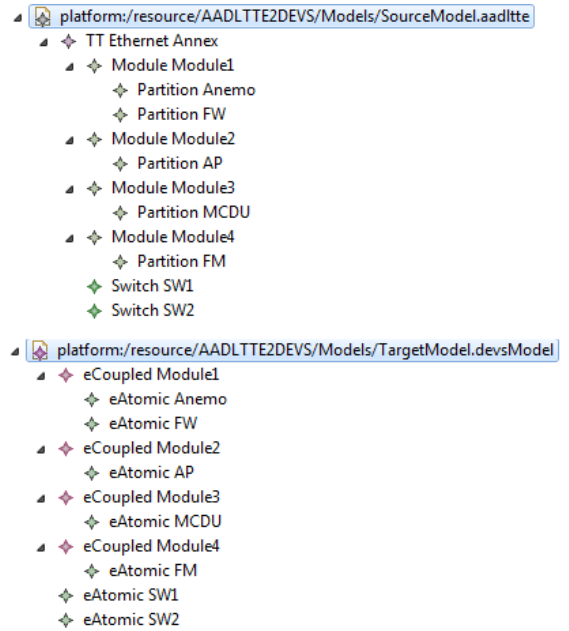 platform:/resource/AADLTTE2DEVS/Models/SourceModel.aadltte
TT Ethernet Annex
Module Module1
Partition Anemo
Partition FW
Module Module2
Partition AP
Module Module3
Partition MCDU
Module Module4
Partition FM
Switch SW1
Switch SW2
platform:/resource/AADLTTE2DEVS/Models/TargetModel.devsModel
eCoupled Module1
eAtomic Anemo
eAtomic FW
eCoupled Module2
eAtomic AP
eCoupled Module3
eAtomic MCDU
eCoupled Module4
eAtomic FM
eAtomic SW1
eAtomic SW2